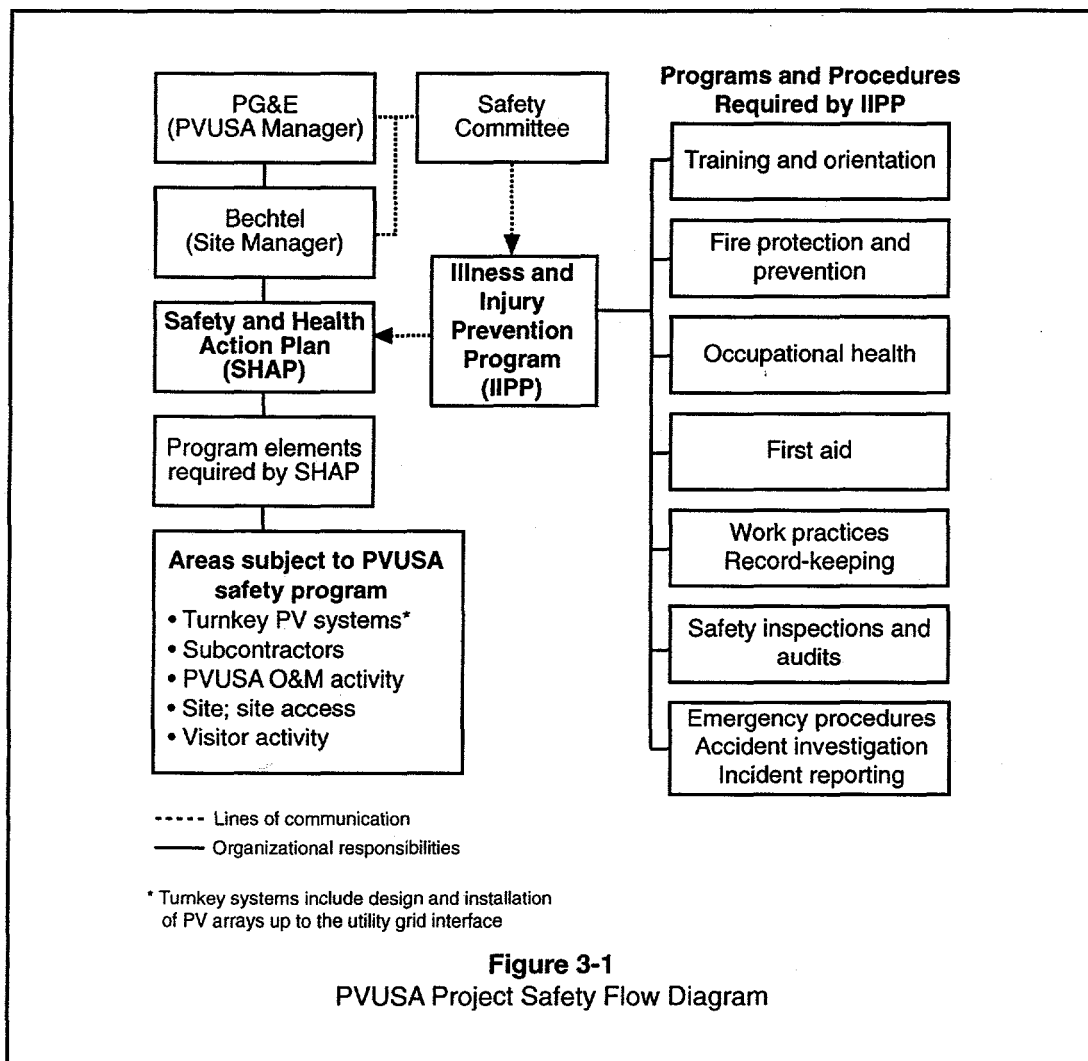 PG&E
(PVUSA Manager)
Safety
Committee
Bechtel
(Site Manager)
Illness and
Injury
Prevention
Program
(IIPP)
Safety and Health
Action Plan
(SHAP)
Program elements
required by SHAP
Areas subject to PVUSA
safety program
• Turnkey PV systems*
• Subcontractors
• PVUSA O&M activity
• Site; site access
• Visitor activity
Programs and Procedures
Required by IIPP
Training and orientation
Fire protection and
prevention
Occupational health
First aid
Work practices
Record-keeping
Safety inspections and
audits
Emergency procedures
Accident investigation
Incident reporting
Lines of communication
Organizational responsibilities
* Turnkey systems include design and installation
of PV arrays up to the utility grid interface
Figure 3-1
PVUSA Project Safety Flow Diagram